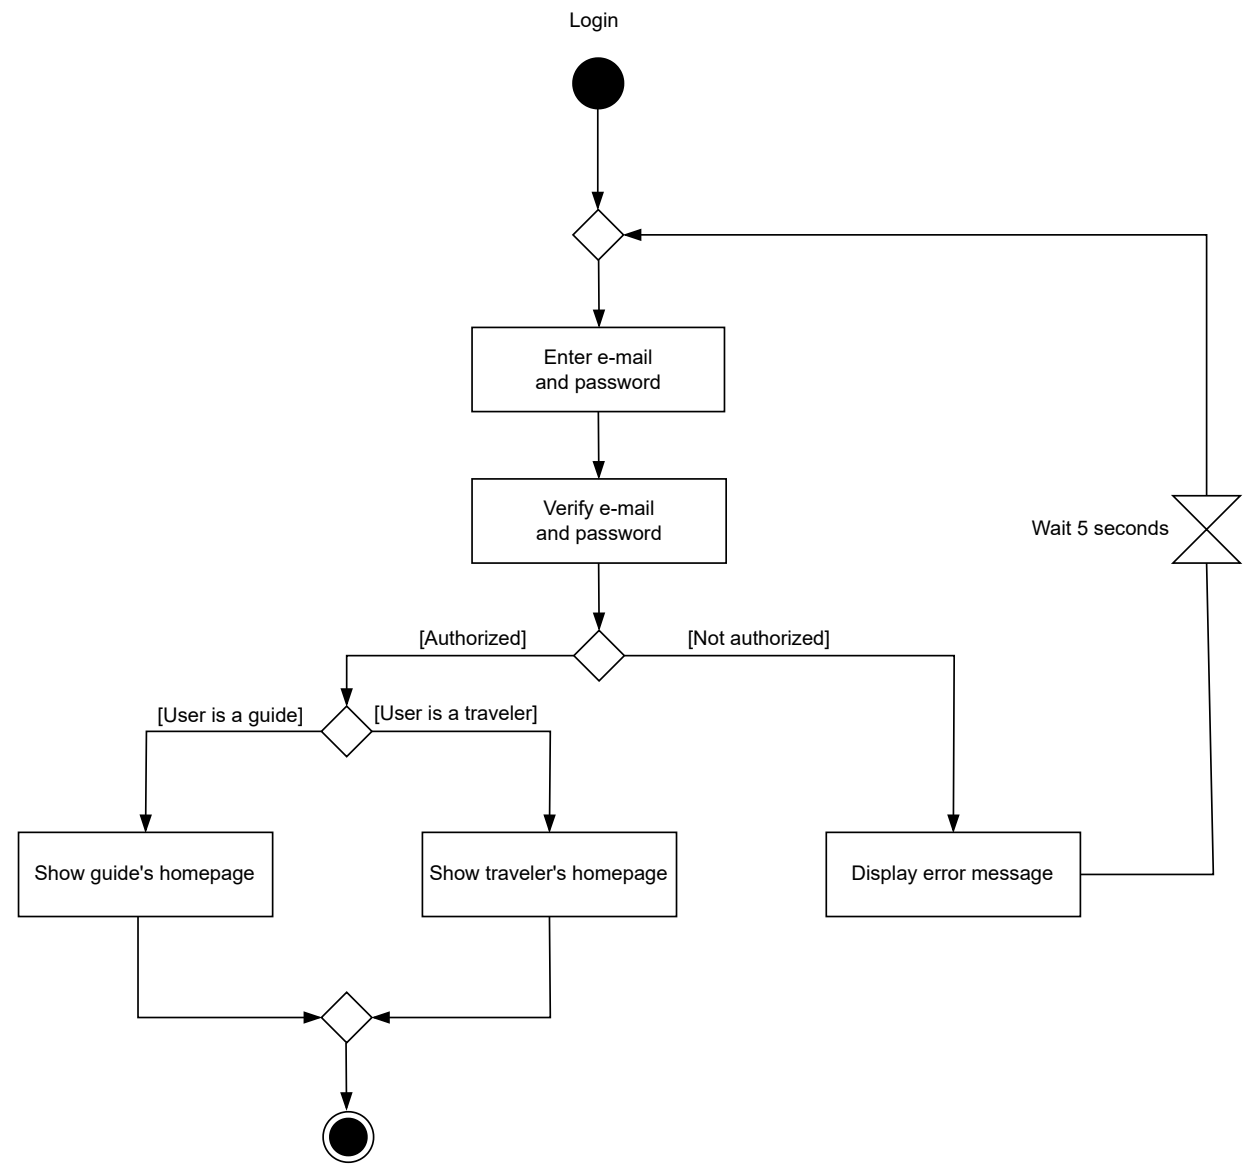 Login
Enter e-mail
and password
Verify e-mail
and password
Wait 5 seconds
[Authorized]
[Not authorized]
[User is a guide]
[User is a traveler]
Show guide's homepage
Show traveler's homepage
Display error message